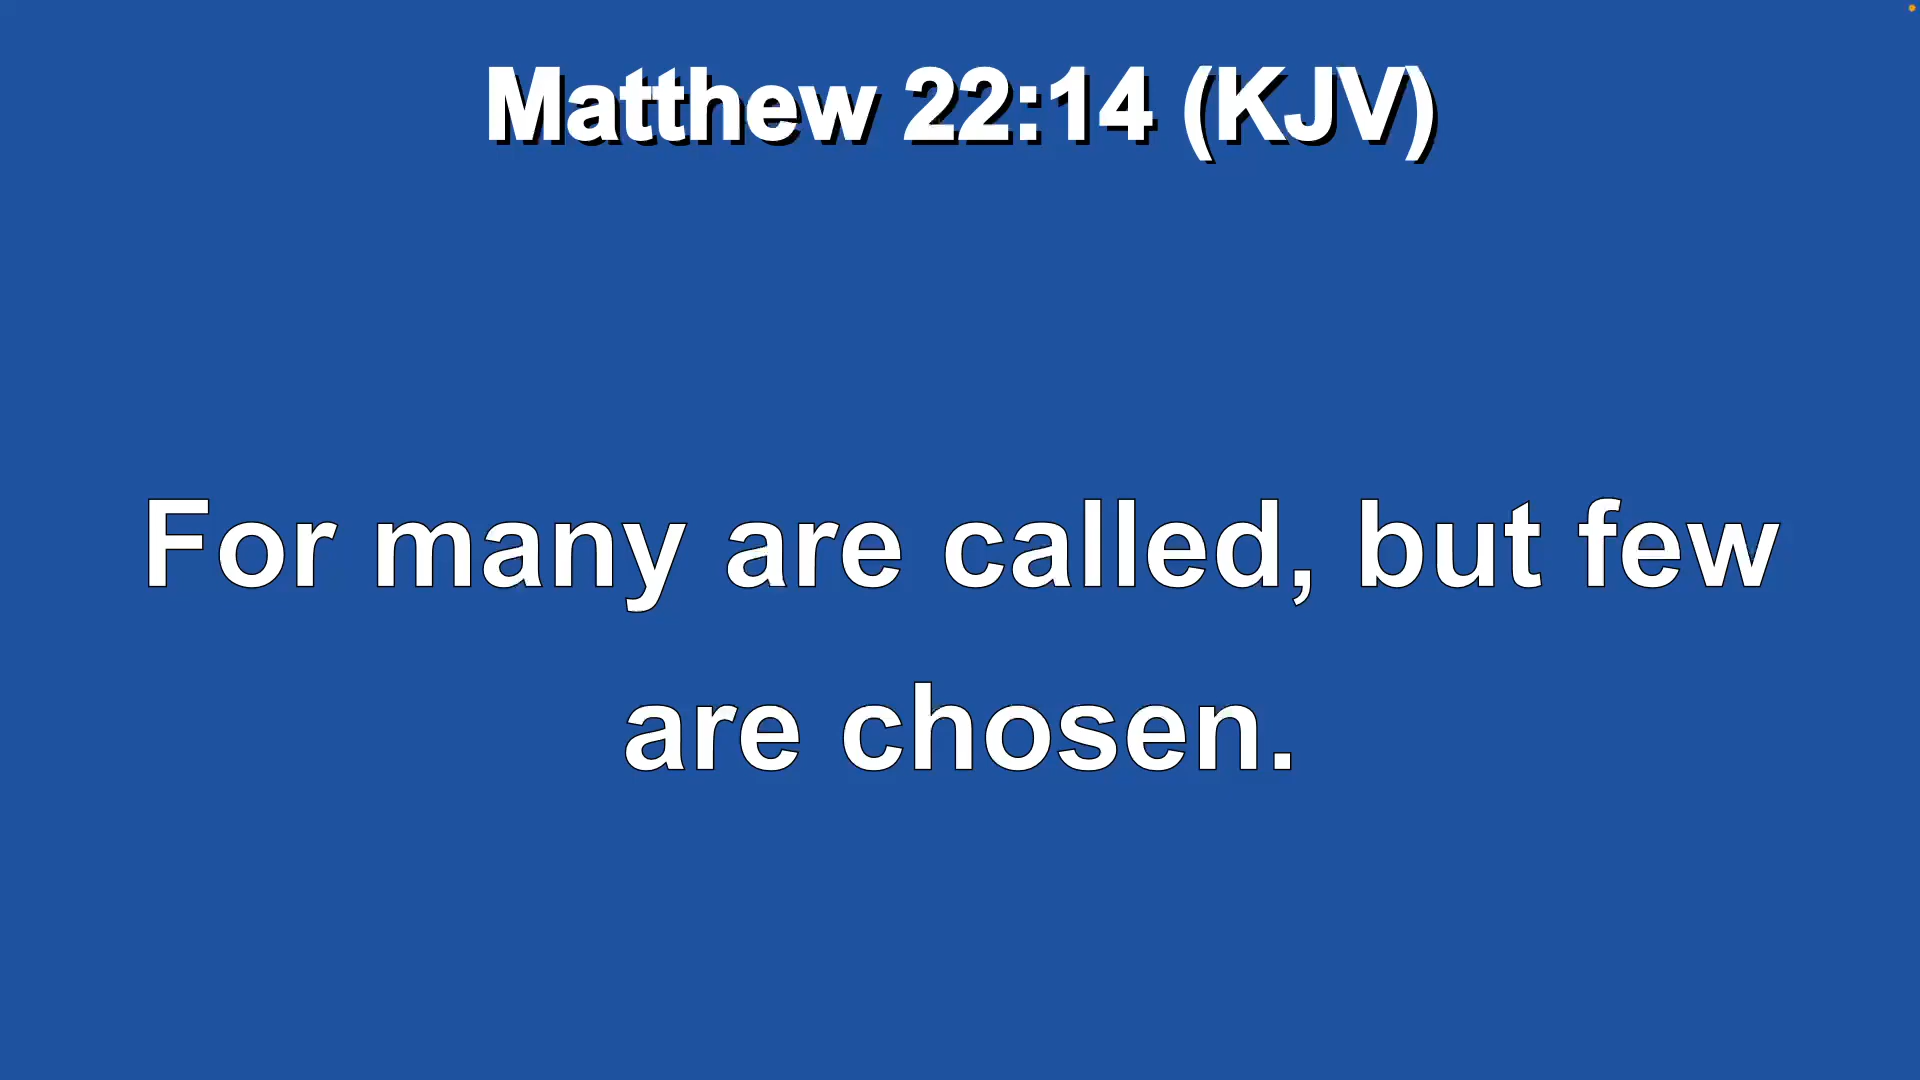 Matthew 22:14 (KJV)
For many are called, but few
are chosen.